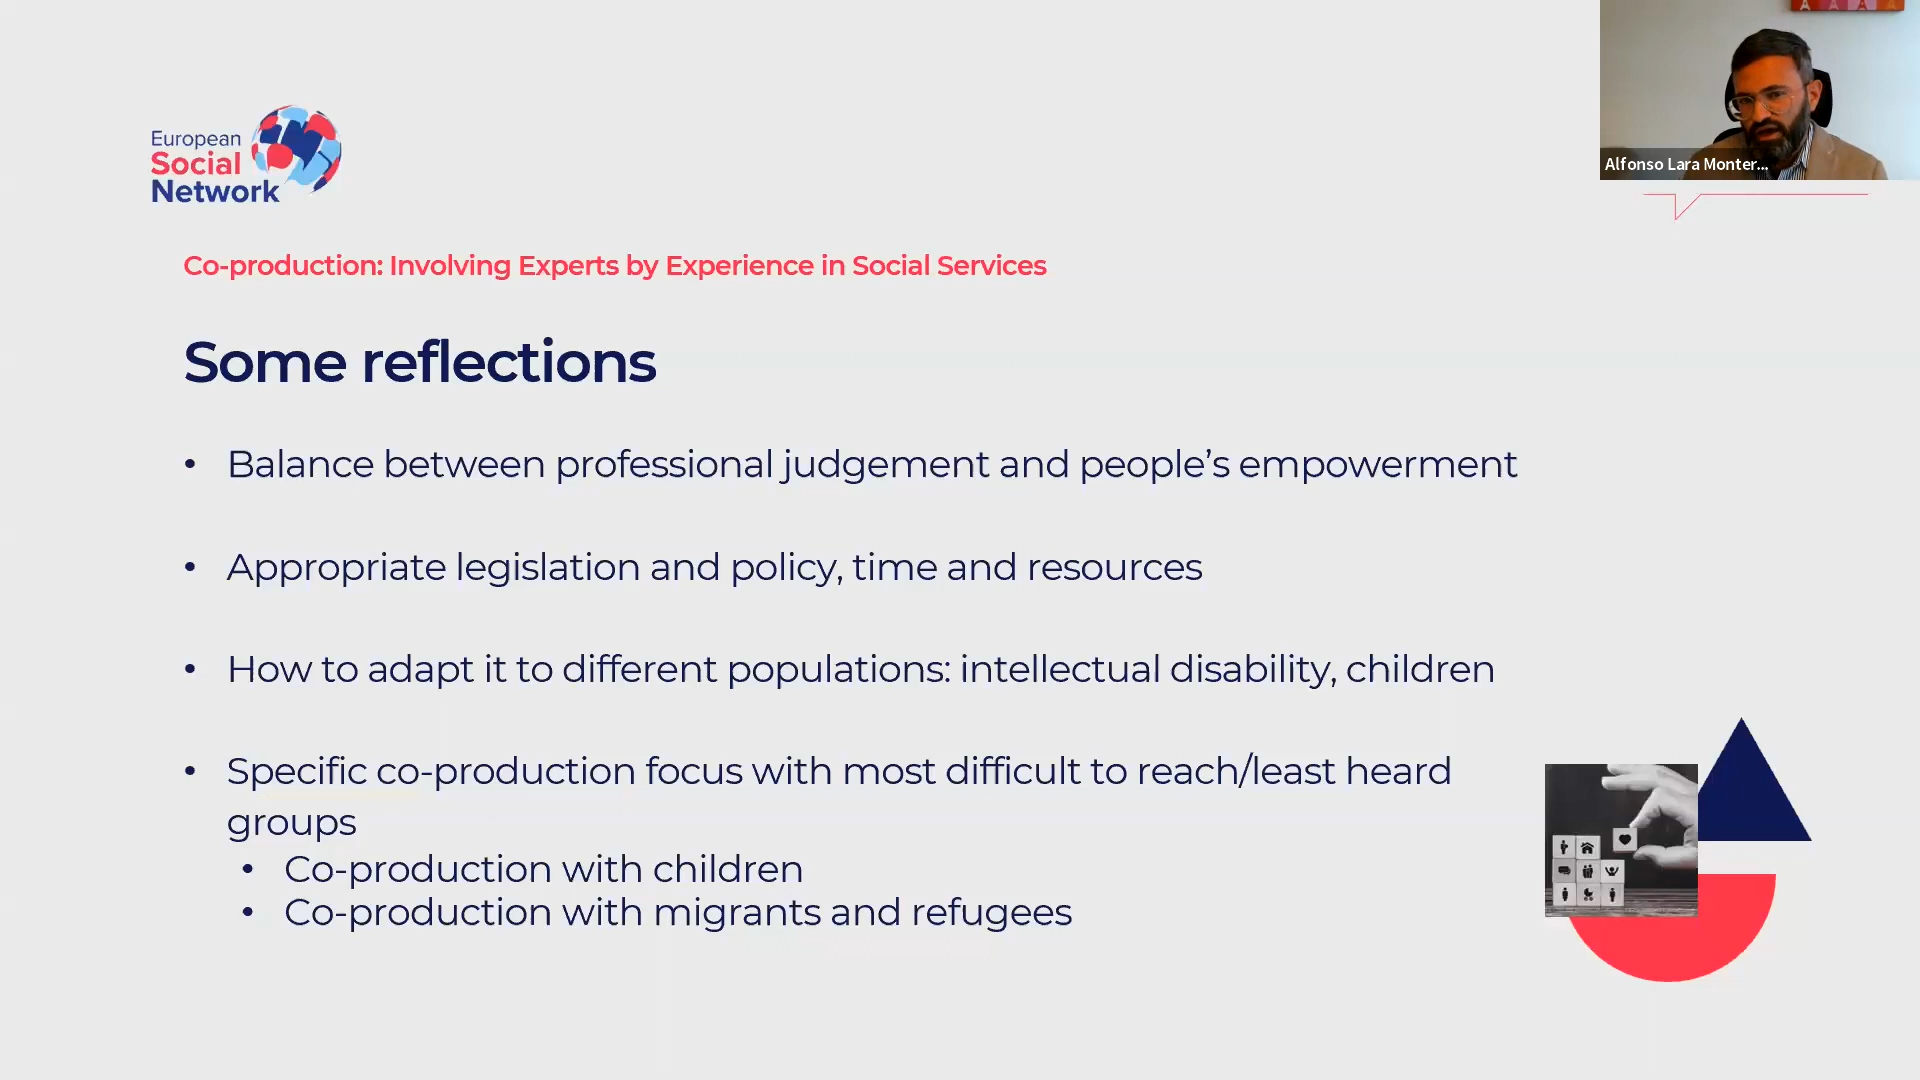 European
Social
Network
Alfonso Lara Monter...
Co-production: Involving Experts by Experience in Social Services
Some reflections
• Balance between professional judgement and people’s empowerment
• Appropriate legislation and policy, time and resources
• How to adapt it to different populations: intellectual disability, children
• Specific co-production focus with most difficult to reach/least heard
groups
• Co-production with children
• Co-production with migrants and refugees